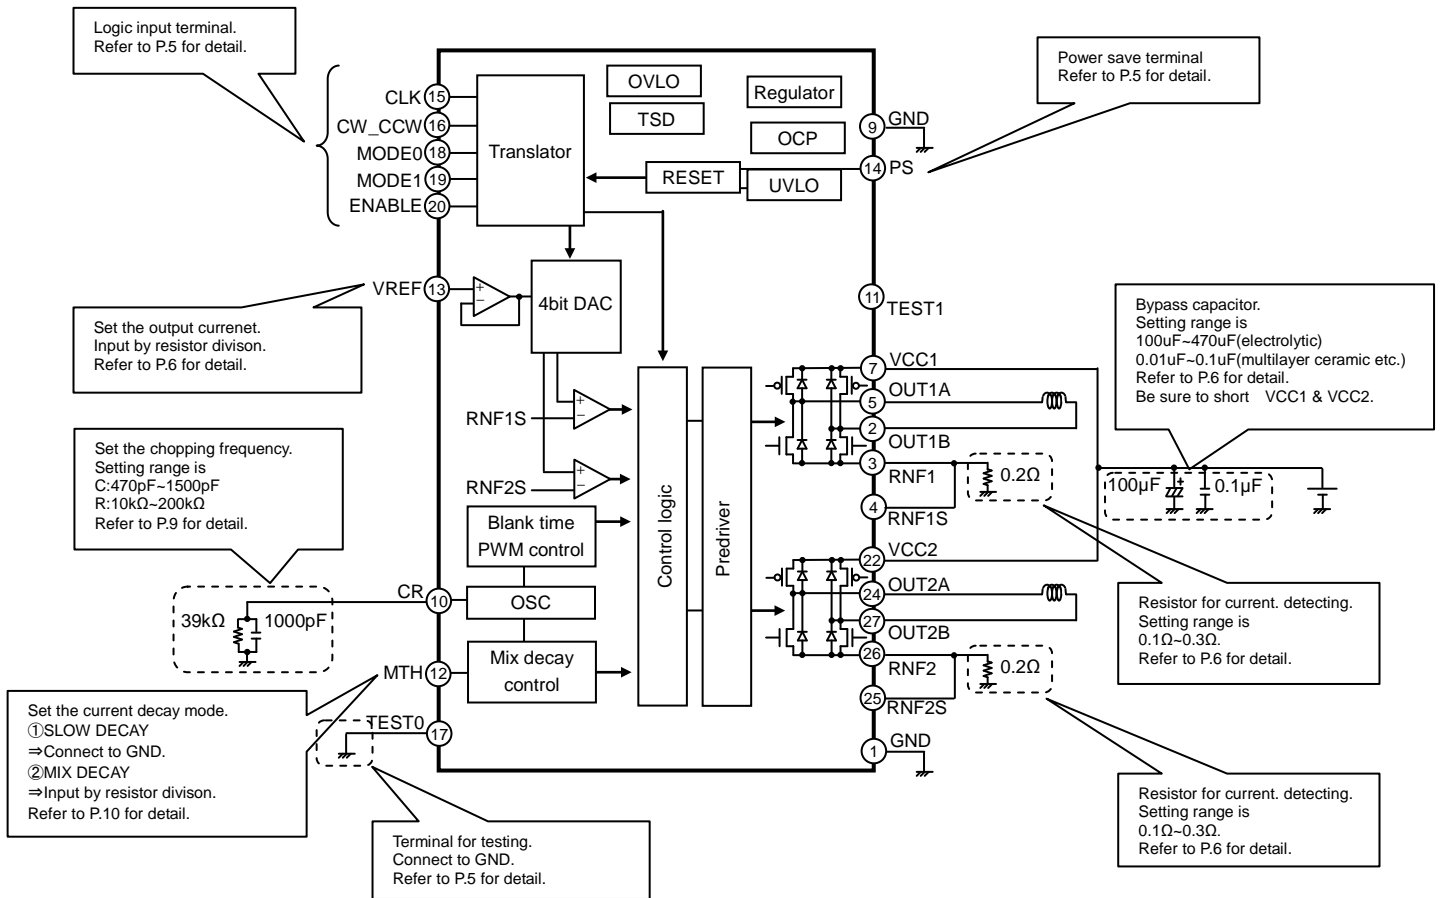 Logic input terminal.
Refer to P.5 for detail.
Power save terminal
Refer to P.5 for detail.
CLK 15
CW_CCW 16
MODE0 18
MODE1 19
ENABLE 20
Translator
OVLO
TSD
Regulator
OCP
RESET
UVLO
9 GND
14 PS
VREF 13
+
−
4bit DAC
11
TEST1
Set the output currenet.
Input by resistor divison.
Refer to P.6 for detail.
Bypass capacitor.
Setting range is
100uF~470uF(electrolytic)
0.01uF~0.1uF(multilayer ceramic etc.)
Refer to P.6 for detail.
Be sure to short VCC1 & VCC2.
7 VCC1
5 OUT1A
2
OUT1B
3
RNF1
4
RNF1S
0.2Ω
100µF
+
0.1µF
RNF1S
+
−
RNF2S
+
−
Set the chopping frequency.
Setting range is
C:470pF~1500pF
R:10kΩ~200kΩ
Refer to P.9 for detail.
Blank time
PWM control
OSC
Mix decay
control
Control logic
Predriver
CR 10
39kΩ
1000pF
MTH 12
TEST0
17
22
VCC2
24
OUT2A
27
OUT2B
26
RNF2
25
RNF2S
0.2Ω
1 GND
Resistor for current. detecting.
Setting range is
0.1Ω~0.3Ω.
Refer to P.6 for detail.
Set the current decay mode.
①SLOW DECAY
⇒Connect to GND.
②MIX DECAY
⇒Input by resistor divison.
Refer to P.10 for detail.
Resistor for current. detecting.
Setting range is
0.1Ω~0.3Ω.
Refer to P.6 for detail.
Terminal for testing.
Connect to GND.
Refer to P.5 for detail.